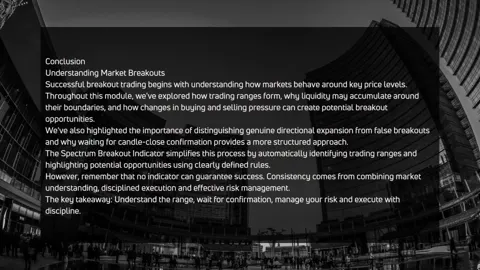 Conclusion
Understanding Market Breakouts
Successful breakout trading begins with understanding how markets behave around key price levels.
Throughout this module, we've explored how trading ranges form, why liquidity may accumulate around
their boundaries, and how changes in buying and selling pressure can create potential breakout
opportunities.
We've also highlighted the importance of distinguishing genuine directional expansion from false breakouts
and why waiting for candle-close confirmation provides a more structured approach.
The Spectrum Breakout Indicator simplifies this process by automatically identifying trading ranges and
highlighting potential opportunities using clearly defined rules.
However, remember that no indicator can guarantee success. Consistency comes from combining market
understanding, disciplined execution and effective risk management.
The key takeaway: Understand the range, wait for confirmation, manage your risk and execute with
discipline.